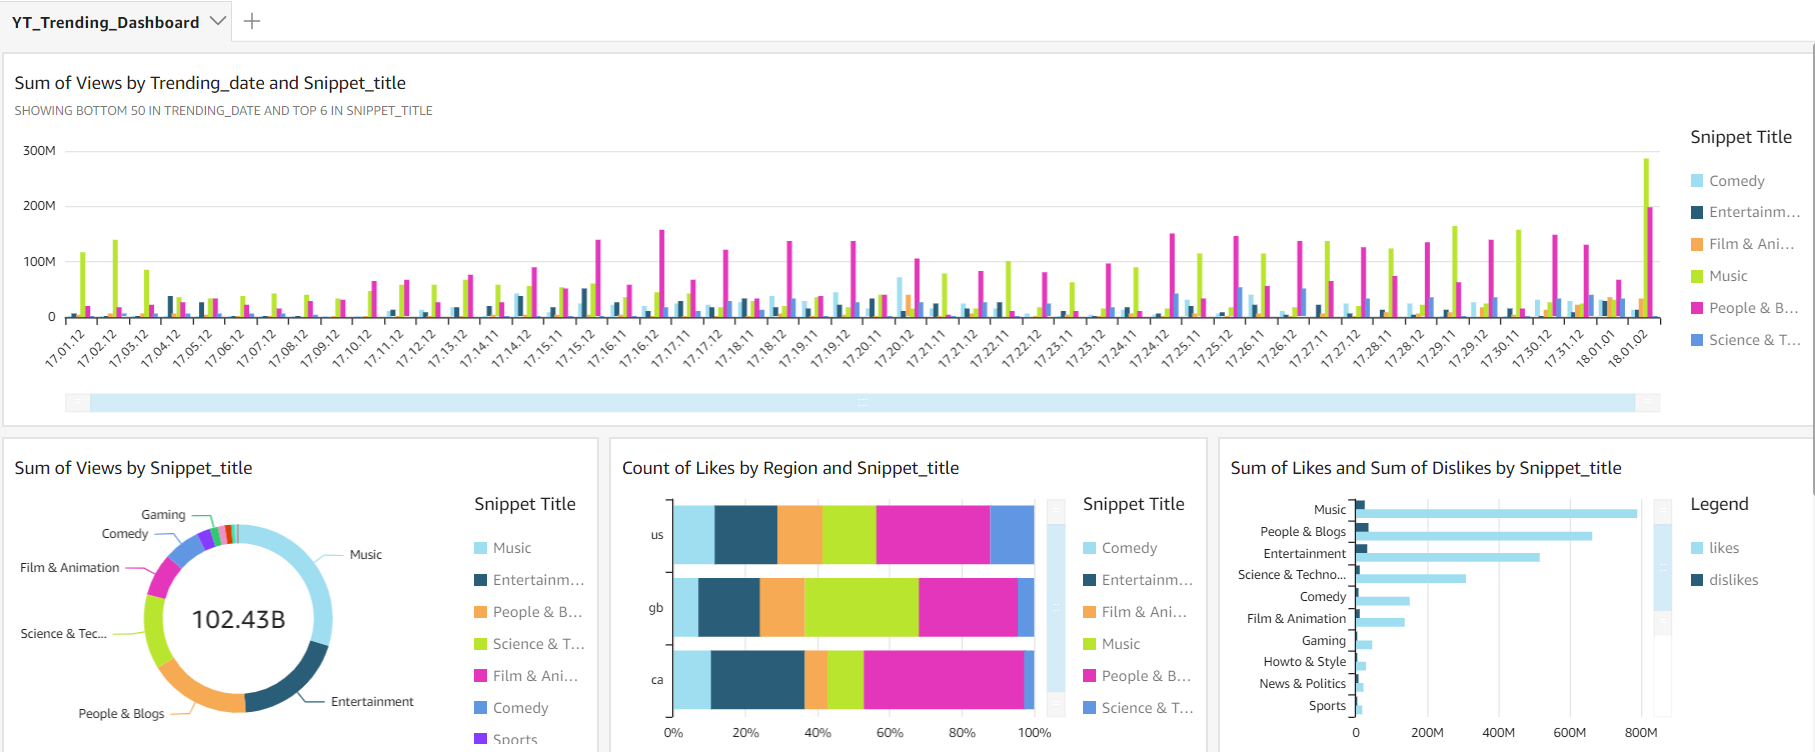 YT_Trending_Dashboard
Sum of Views by Trending_date and Snippet_title
SHOWING BOTTOM 50 IN TRENDING_DATE AND TOP 6 IN SNIPPET_TITLE
300M
200M
100M
0
17.01.12 17.02.12 17.03.12 17.04.12 17.05.12 17.06.12 17.07.12 17.08.12 17.09.12 17.10.12 17.11.12 17.12.12 17.13.12 17.14.11 17.14.12 17.15.11 17.15.12 17.16.11 17.16.12 17.17.11 17.17.12 17.18.11 17.18.12 17.19.11 17.19.12 17.20.11 17.20.12 17.21.11 17.21.12 17.22.11 17.22.12 17.23.11 17.23.12 17.24.11 17.24.12 17.25.11 17.25.12 17.26.11 17.26.12 17.27.11 17.27.12 17.28.11 17.28.12 17.29.11 17.29.12 17.30.11 17.30.12 17.31.12 18.01.01 18.01.02
Snippet Title
Comedy
Entertainm...
Film & Ani...
Music
People & B...
Science & T...
Sum of Views by Snippet_title
Gaming
Comedy
Film & Animation
Science & Tec...
People & Blogs
Music
Entertainment
102.43B
Snippet Title
Music
Entertainm...
People & B...
Science & T...
Film & Ani...
Comedy
Sports
Count of Likes by Region and Snippet_title
us
gb
ca
0% 20% 40% 60% 80% 100%
Snippet Title
Comedy
Entertainm...
Film & Ani...
Music
People & B...
Science & T...
Sum of Likes and Sum of Dislikes by Snippet_title
Music
People & Blogs
Entertainment
Science & Techno...
Comedy
Film & Animation
Gaming
Howto & Style
News & Politics
Sports
0 200M 400M 600M 800M
Legend
likes
dislikes